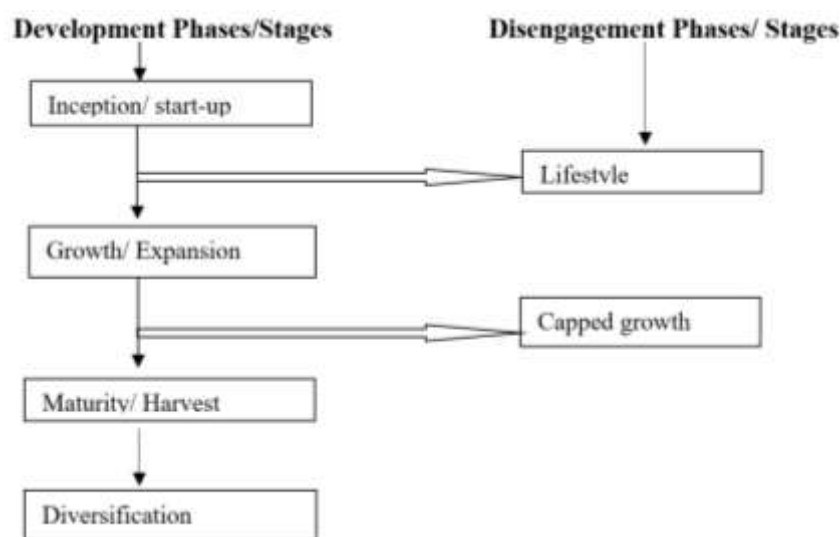 Development Phases/Stages
Disengagement Phases/ Stages
Inception/ start-up
Lifestyle
Growth/ Expansion
Capped growth
Maturity/ Harvest
Diversification